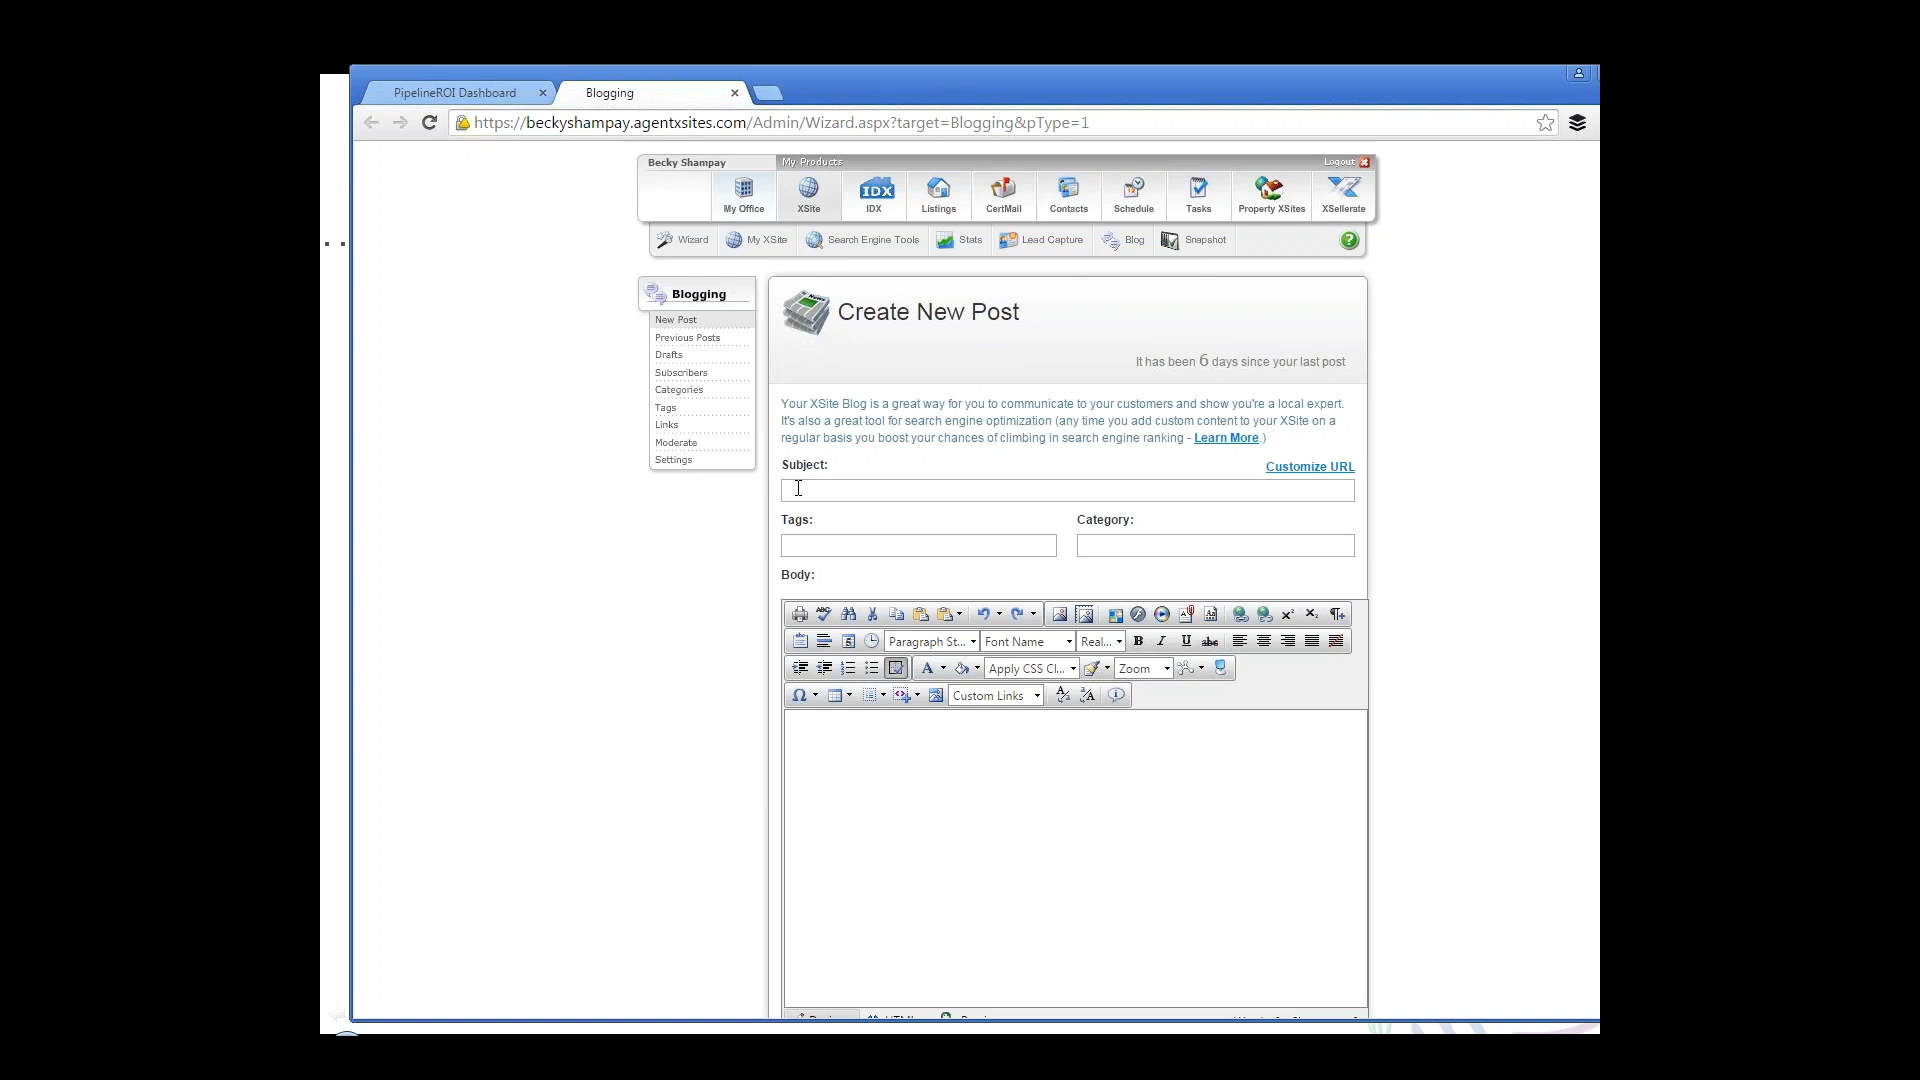 PipelineROI Dashboard
Blogging
https://beckyshampay.agentxsites.com/Admin/Wizard.aspx?target=Blogging&pType=1
Becky Shampay
My Products
Logout
My Office
XSite
IDX
IDX
Listings
CertMail
Contacts
Schedule
Tasks
Property XSites
XSellerate
Wizard
My XSite
Search Engine Tools
Stats
Lead Capture
Blog
Snapshot
Blogging
New Post
Previous Posts
Drafts
Subscribers
Categories
Tags
Links
Moderate
Settings
Create New Post
It has been 6 days since your last post
Your XSite Blog is a great way for you to communicate to your customers and show you're a local expert.
It's also a great tool for search engine optimization (any time you add custom content to your XSite on a
regular basis you boost your chances of climbing in search engine ranking - Learn More.)
Subject:
Customize URL
Tags:
Category:
Body:
Paragraph St...
Font Name
Real...
Apply CSS Cl...
Zoom
Custom Links